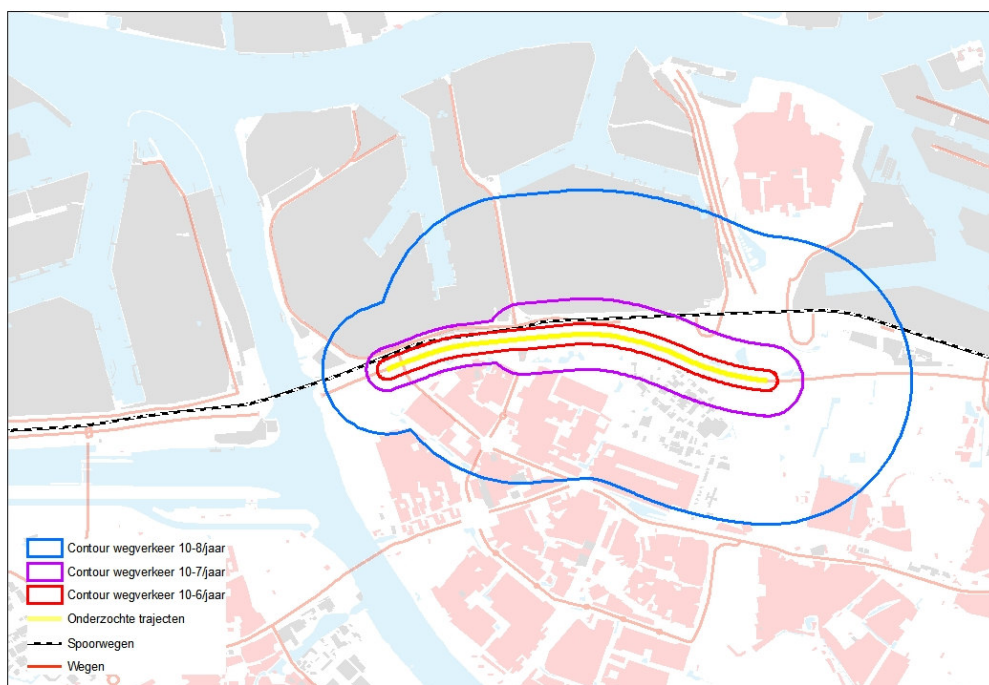 Contour wegverkeer 10-8/jaar
Contour wegverkeer 10-7/jaar
Contour wegverkeer 10-6/jaar
Onderzochte trajecten
Spoorwegen
Wegen